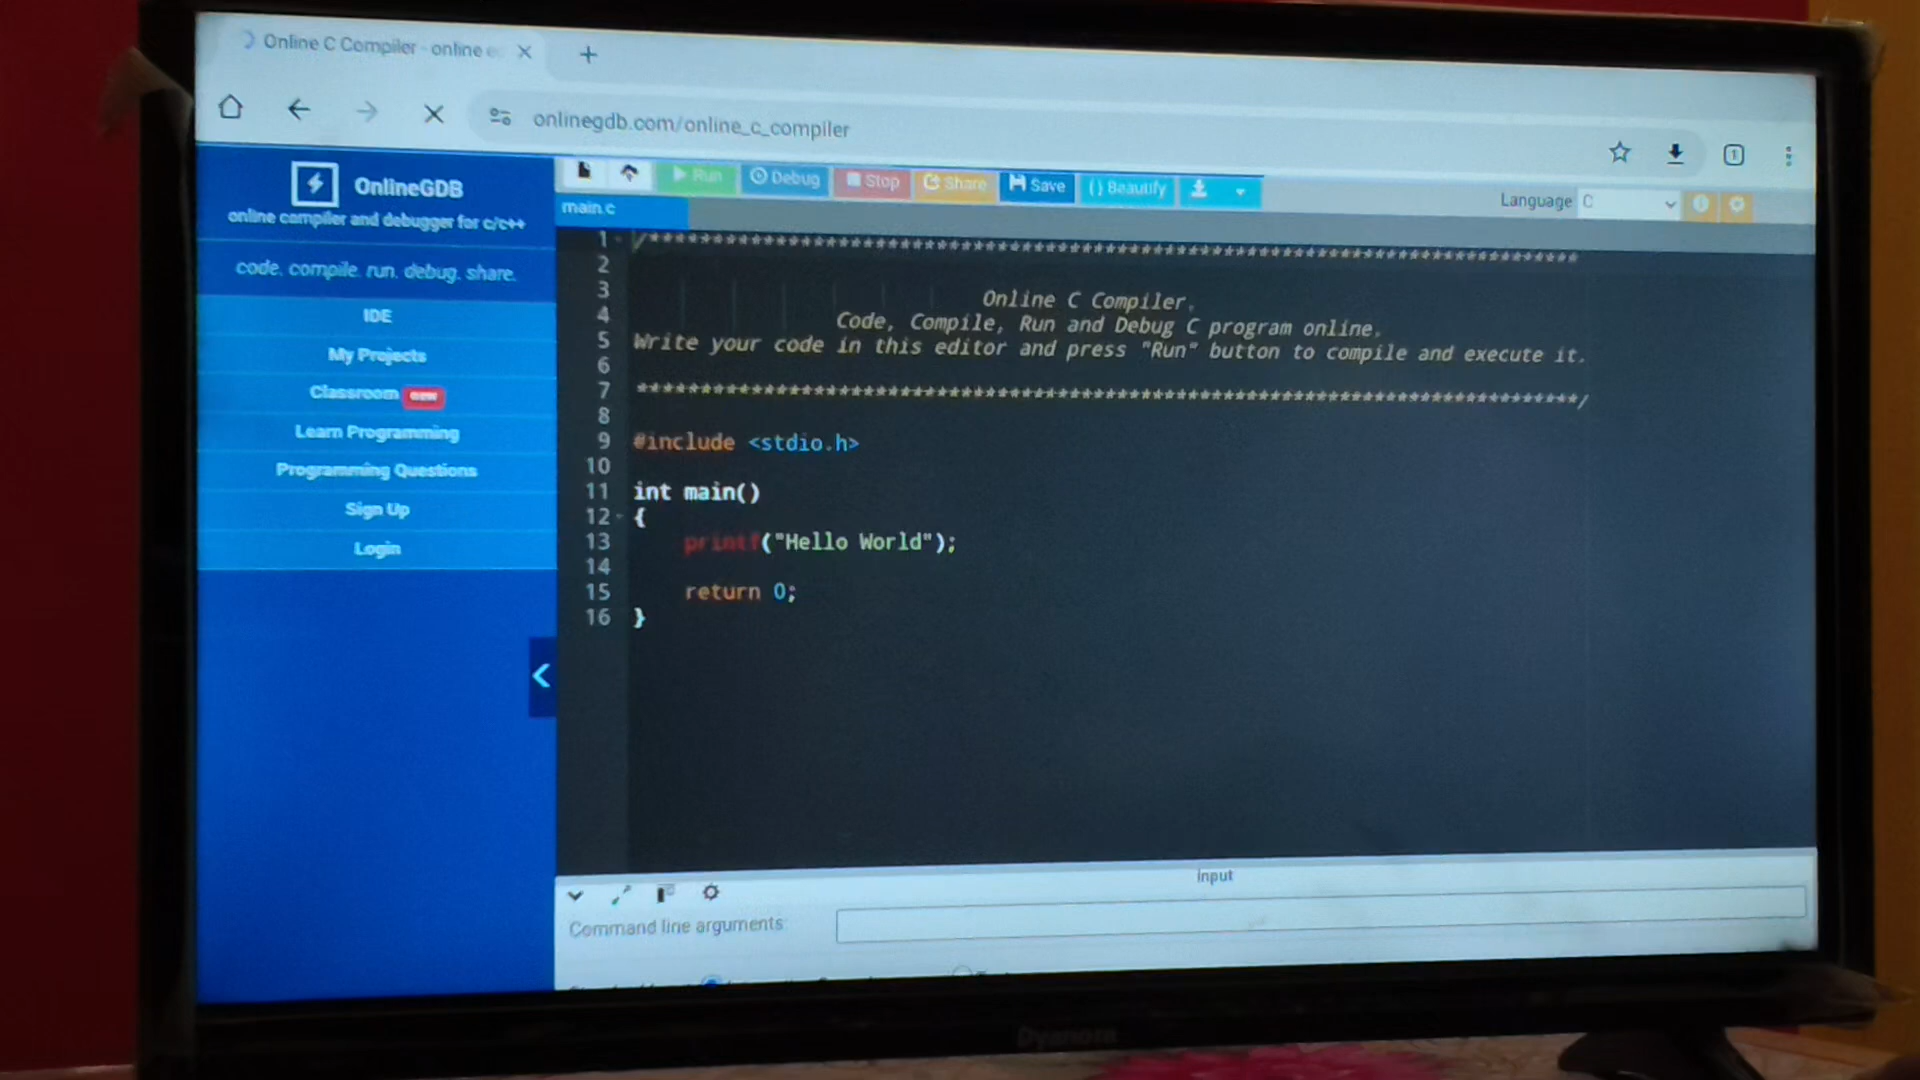 Online C Compiler - online e
onlinegdb.com/online_c_compiler
1
OnlineGDB
online compiler and debugger for c/c++
code. compile. run. debug. share.
IDE
My Projects
Classroom new
Learn Programming
Programming Questions
Sign Up
Login
Run Debug Stop Share Save {} Beautify
Language C
main.c
1 /******************************************************************************
2
3 Online C Compiler.
4 Code, Compile, Run and Debug C program online.
5 Write your code in this editor and press "Run" button to compile and execute it.
6
7 *******************************************************************************/
8
9 #include <stdio.h>
10
11 int main()
12 {
13 printf("Hello World");
14
15 return 0;
16 }
input
Command line arguments: